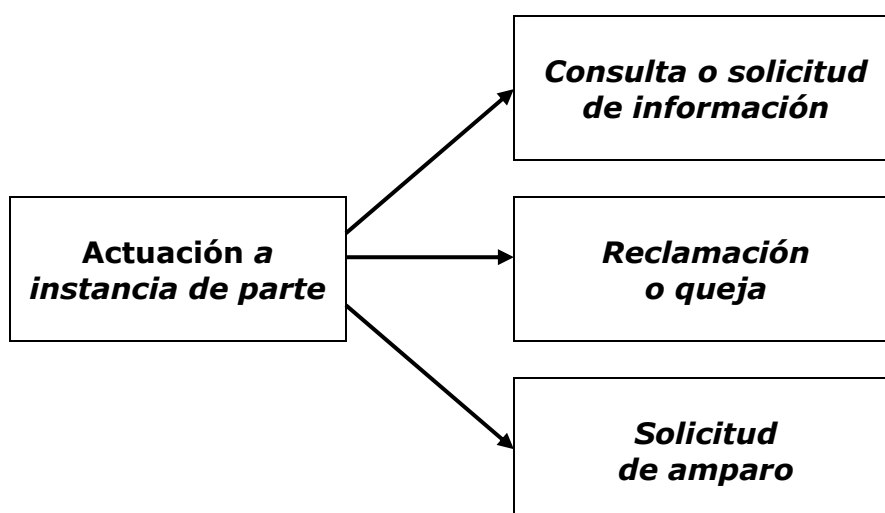 Consulta o solicitud
de información
Actuación a
instancia de parte
Reclamación
o queja
Solicitud
de amparo